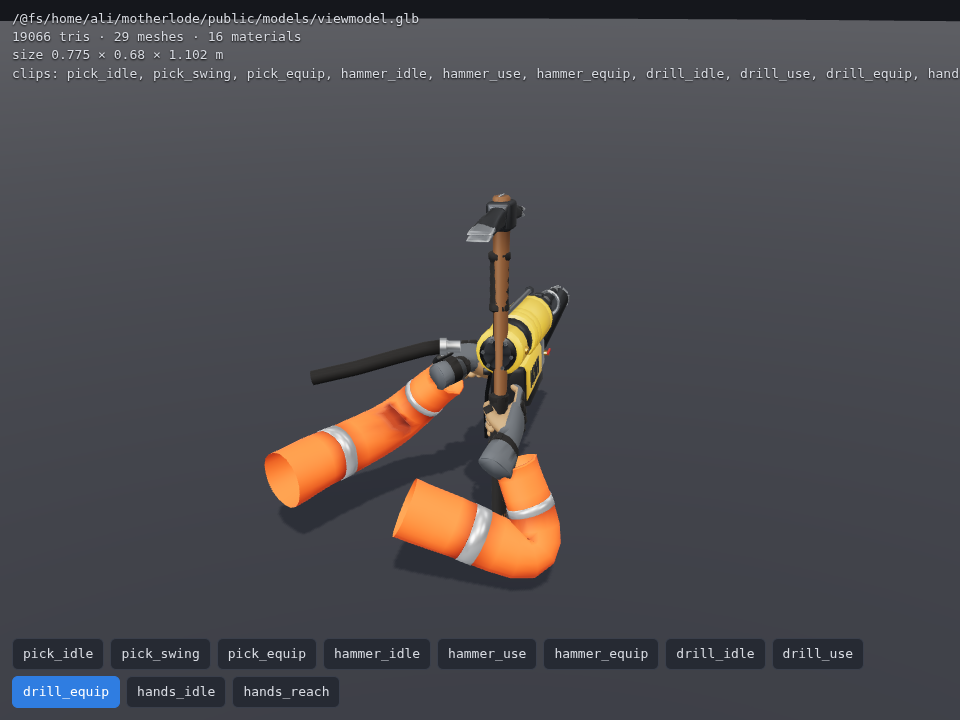 /@fs/home/ali/motherlode/public/models/viewmodel.glb
19066 tris · 29 meshes · 16 materials
size 0.775 × 0.68 × 1.102 m
clips: pick_idle, pick_swing, pick_equip, hammer_idle, hammer_use, hammer_equip, drill_idle, drill_use, drill_equip, hand
pick_idle pick_swing pick_equip hammer_idle hammer_use hammer_equip drill_idle drill_use
drill_equip hands_idle hands_reach